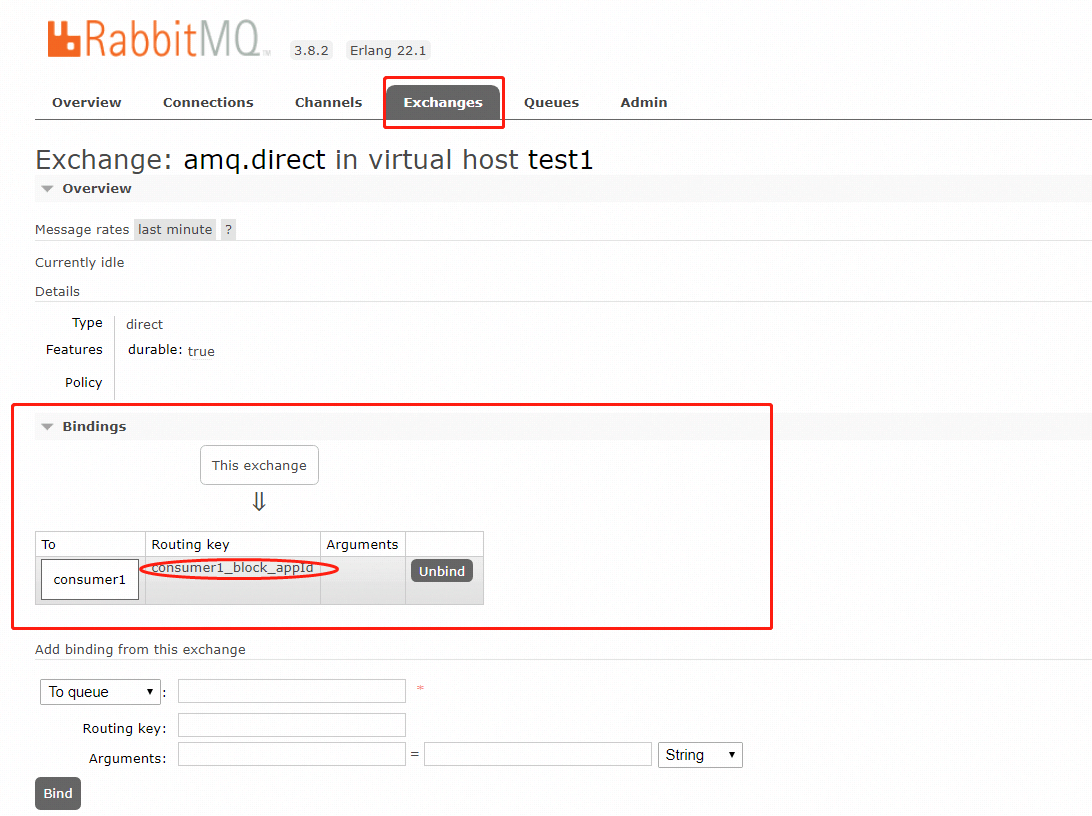 RabbitMQ TM 3.8.2 Erlang 22.1
Overview Connections Channels Exchanges Queues Admin
Exchange: amq.direct in virtual host test1
Overview
Message rates last minute ?
Currently idle
Details
Type direct
Features durable: true
Policy
Bindings
This exchange
⇓
To Routing key Arguments
consumer1 consumer1_block_appId Unbind
Add binding from this exchange
To queue : *
Routing key:
Arguments: = String
Bind